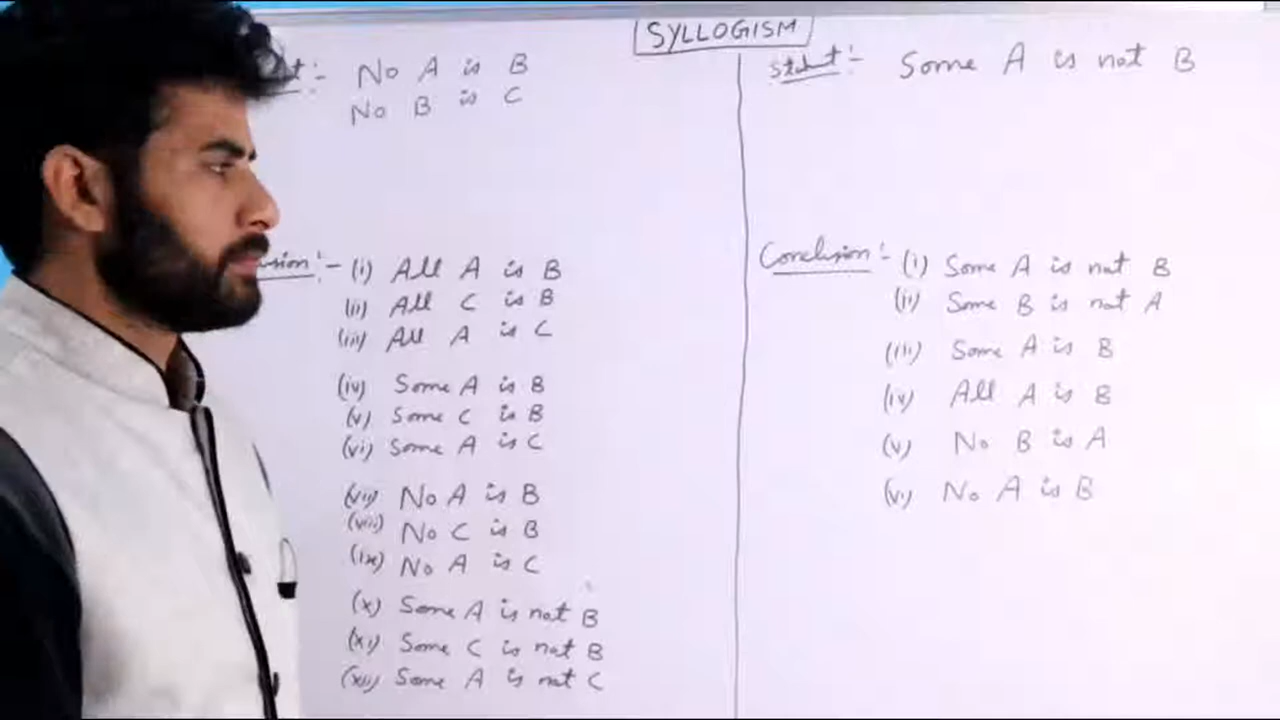 SYLLOGISM
No A is B
No B is C
(i) All A is B
(ii) All C is B
(iii) All A is C
(iv) Some A is B
(v) Some C is B
(vi) Some A is C
(vii) No A is B
(viii) No C is B
(ix) No A is C
(x) Some A is not B
(xi) Some C is not B
(xii) Some A is not C
Some A is not B
Conclusion :- (i) Some A is not B
(ii) Some B is not A
(iii) Some A is B
(iv) All A is B
(v) No B is A
(vi) No A is B